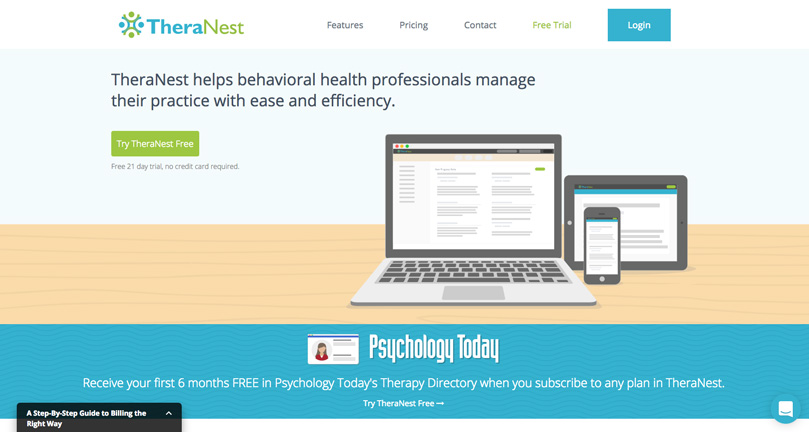 TheraNest
Features
Pricing
Contact
Free Trial
Login
TheraNest helps behavioral health professionals manage
their practice with ease and efficiency.
Try TheraNest Free
Free 21 day trial, no credit card required.
Psychology Today
Receive your first 6 months FREE in Psychology Today's Therapy Directory when you subscribe to any plan in TheraNest.
Try TheraNest Free →
A Step-By-Step Guide to Billing the
Right Way